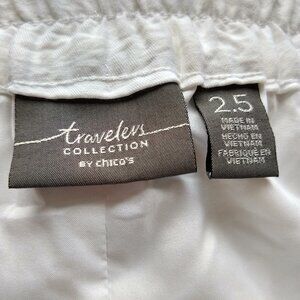 travelers
COLLECTION
BY chico's
2.5
MADE IN
VIETNAM
HECHO EN
VIETNAM
FABRIQUÉ EN
VIETNAM